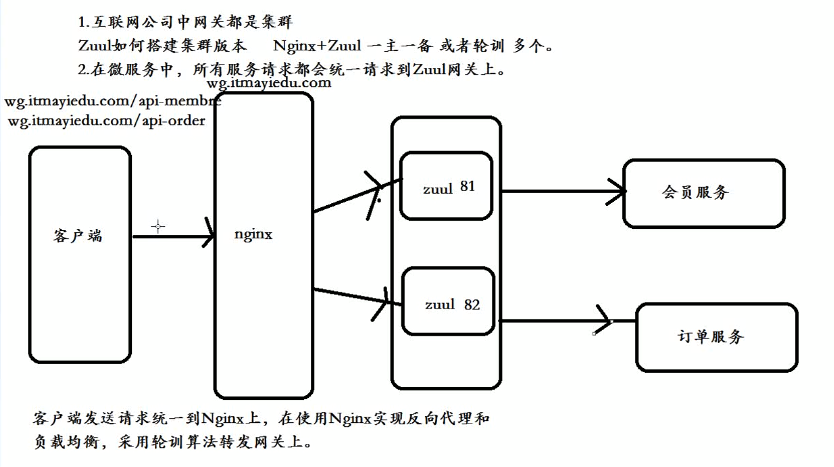 1.互联网公司中网关都是集群
Zuul如何搭建集群版本 Nginx+Zuul 一主一备 或者轮训 多个。
2.在微服务中，所有服务请求都会统一请求到Zuul网关上。
wg.itmayiedu.com
wg.itmayiedu.com/api-membre
wg.itmayiedu.com/api-order
客户端
nginx
zuul 81
会员服务
zuul 82
订单服务
客户端发送请求统一到Nginx上，在使用Nginx实现反向代理和
负载均衡，采用轮训算法转发网关上。